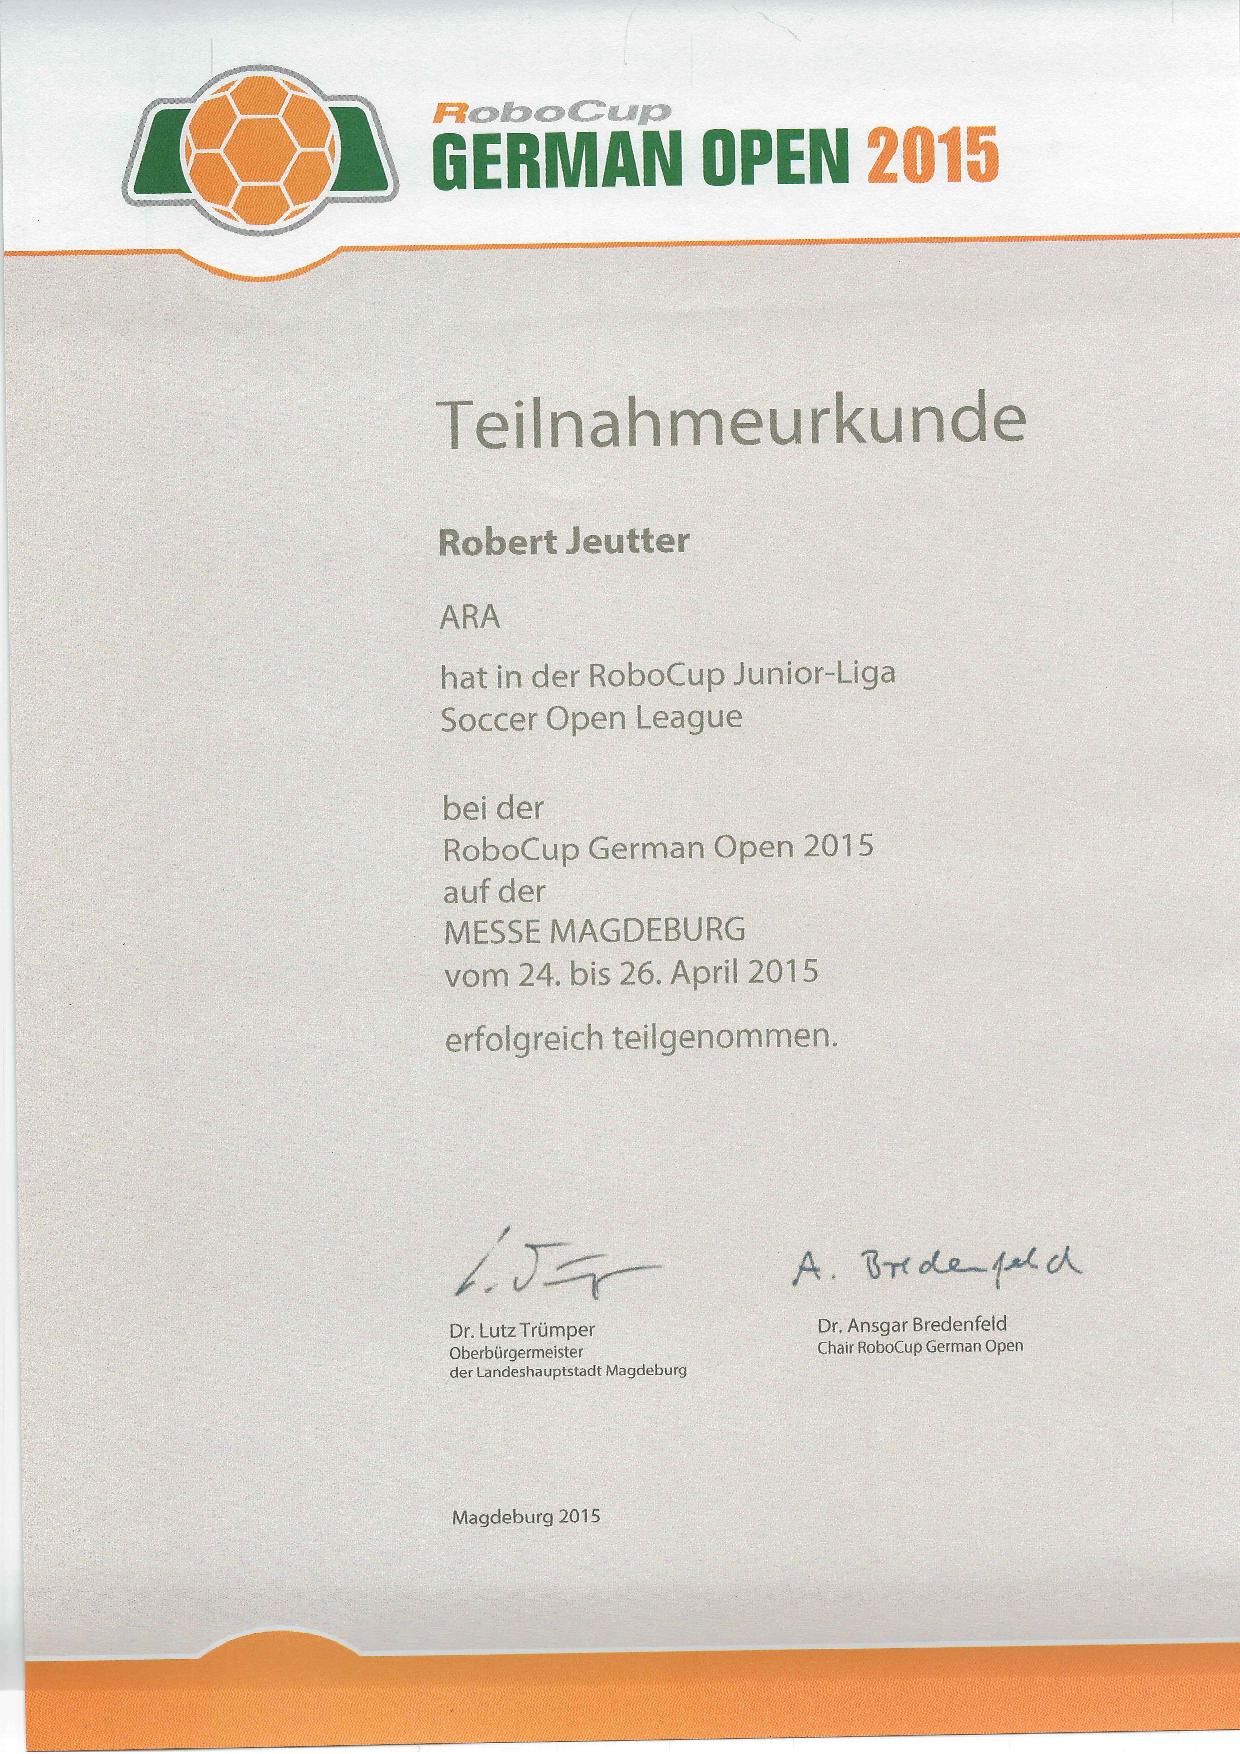 RoboCup
GERMAN OPEN 2015
Teilnahmeurkunde
Robert Jeutter
ARA
hat in der RoboCup Junior-Liga
Soccer Open League
bei der
RoboCup German Open 2015
auf der
MESSE MAGDEBURG
vom 24. bis 26. April 2015
erfolgreich teilgenommen.
A. Bredenfeld
Dr. Lutz Trümper
Oberbürgermeister
der Landeshauptstadt Magdeburg
Dr. Ansgar Bredenfeld
Chair RoboCup German Open
Magdeburg 2015